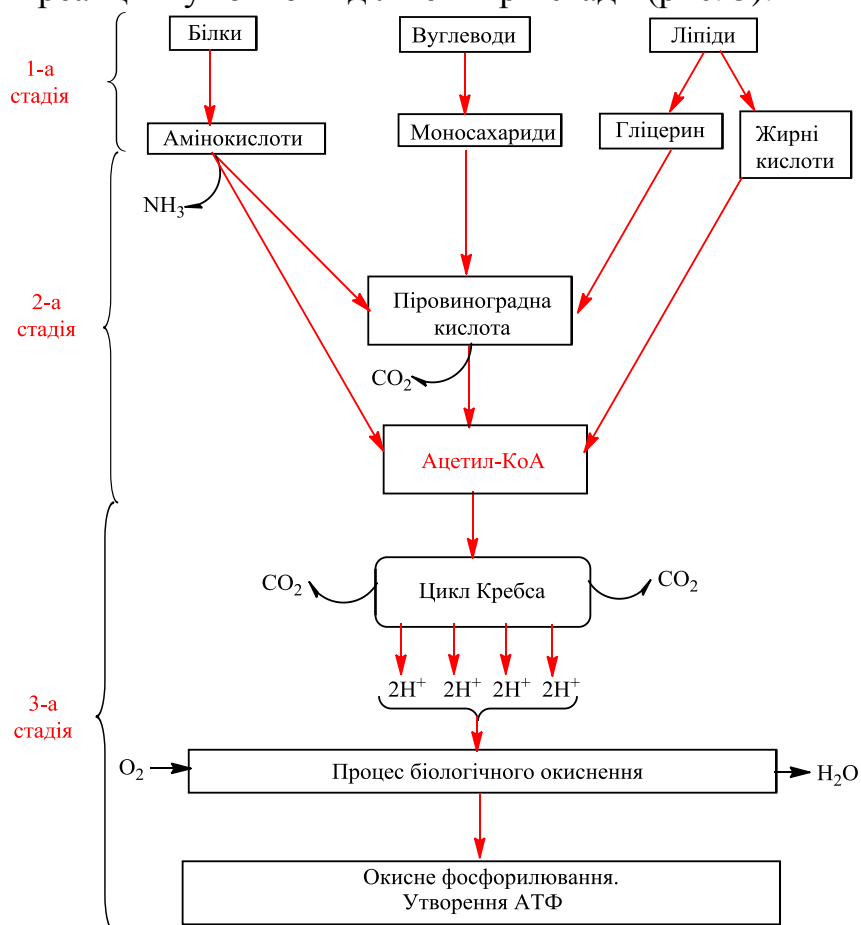 Білки
Вуглеводи
Ліпіди
1-а
стадія
Амінокислоти
Моносахариди
Гліцерин
Жирні
кислоти
NH3
2-а
стадія
Піровиноградна
кислота
CO2
Ацетил-КоА
CO2
Цикл Кребса
CO2
2H+ 2H+ 2H+ 2H+
3-а
стадія
O2
Процес біологічного окиснення
H2O
Окисне фосфорилювання.
Утворення АТФ